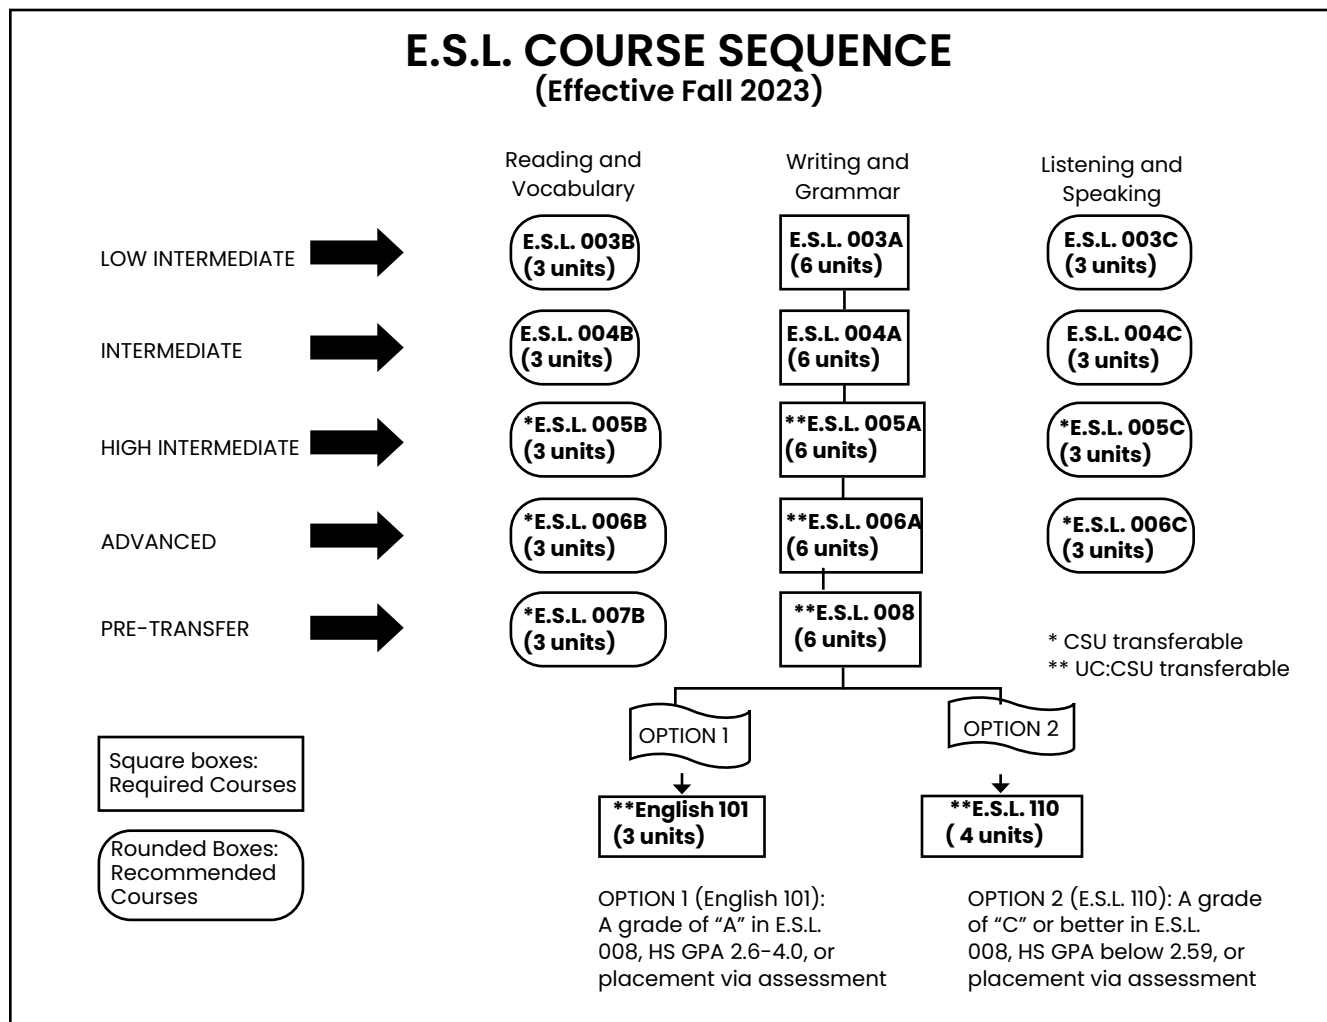 E.S.L. COURSE SEQUENCE
(Effective Fall 2023)
Reading and
Vocabulary
Writing and
Grammar
Listening and
Speaking
LOW INTERMEDIATE
E.S.L. 003B
(3 units)
E.S.L. 003A
(6 units)
E.S.L. 003C
(3 units)
INTERMEDIATE
E.S.L. 004B
(3 units)
E.S.L. 004A
(6 units)
E.S.L. 004C
(3 units)
HIGH INTERMEDIATE
*E.S.L. 005B
(3 units)
**E.S.L. 005A
(6 units)
*E.S.L. 005C
(3 units)
ADVANCED
*E.S.L. 006B
(3 units)
**E.S.L. 006A
(6 units)
*E.S.L. 006C
(3 units)
PRE-TRANSFER
*E.S.L. 007B
(3 units)
**E.S.L. 008
(6 units)
* CSU transferable
** UC:CSU transferable
OPTION 1
OPTION 2
Square boxes:
Required Courses
**English 101
(3 units)
**E.S.L. 110
( 4 units)
Rounded Boxes:
Recommended
Courses
OPTION 1 (English 101):
A grade of “A” in E.S.L.
008, HS GPA 2.6-4.0, or
placement via assessment
OPTION 2 (E.S.L. 110): A grade
of “C” or better in E.S.L.
008, HS GPA below 2.59, or
placement via assessment